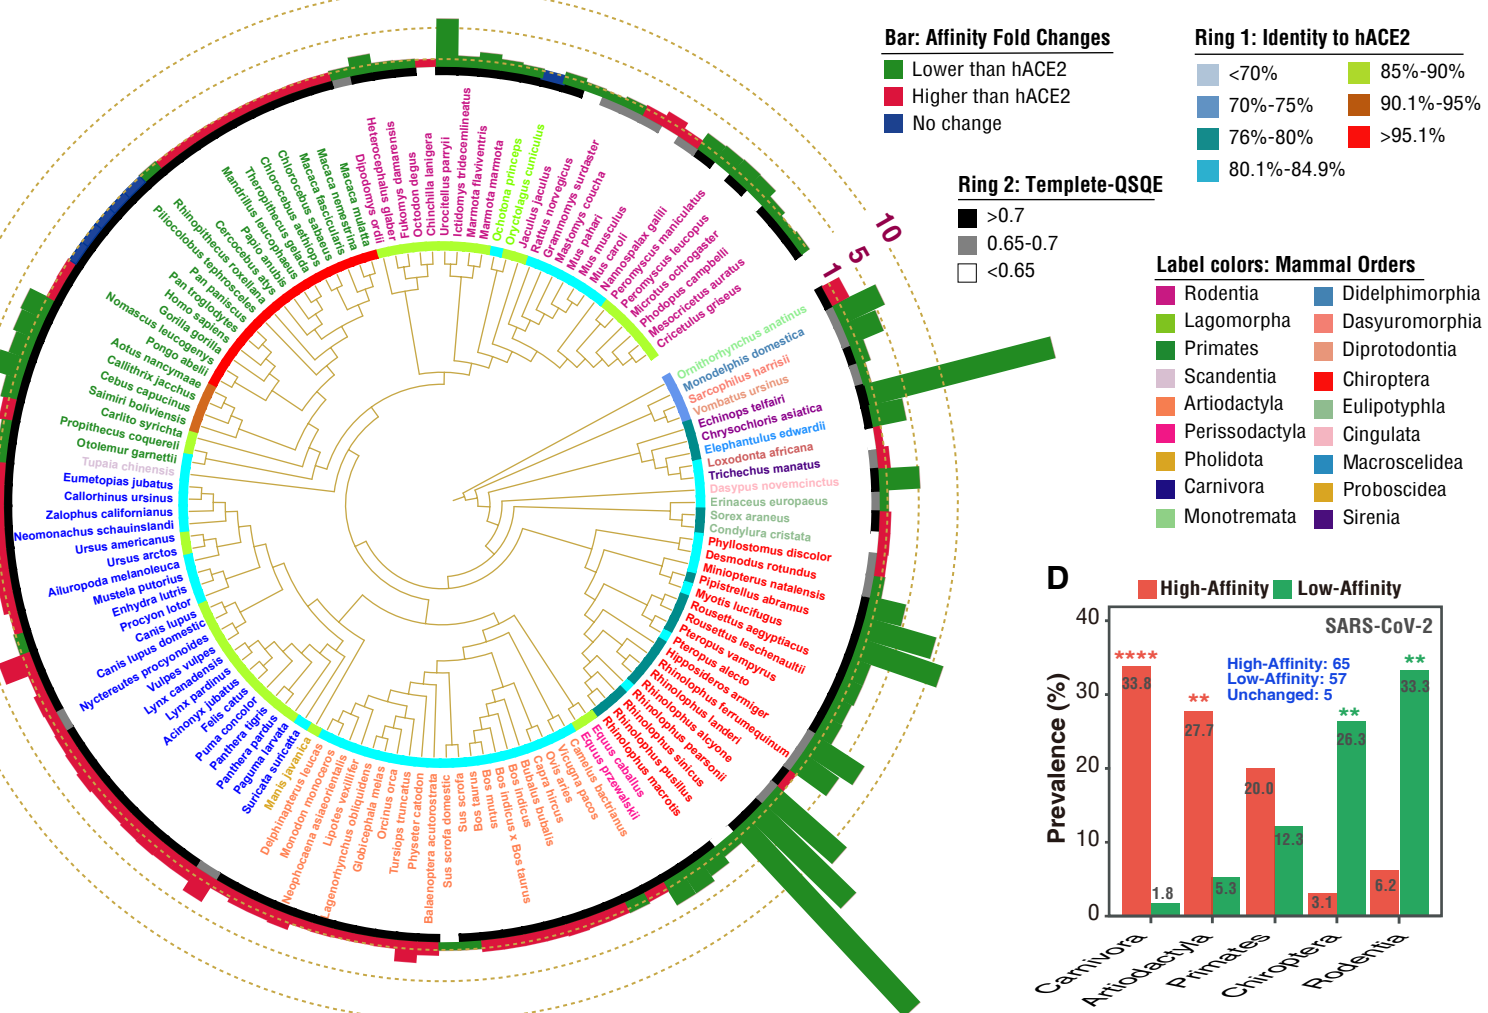 Bar: Affinity Fold Changes
Lower than hACE2
Higher than hACE2
No change
Ring 1: Identity to hACE2
<70%
70%-75%
76%-80%
80.1%-84.9%
85%-90%
90.1%-95%
>95.1%
Ring 2: Templete-QSQE
>0.7
0.65-0.7
<0.65
Label colors: Mammal Orders
Rodentia
Lagomorpha
Primates
Scandentia
Artiodactyla
Perissodactyla
Pholidota
Carnivora
Monotremata
Didelphimorphia
Dasyuromorphia
Diprotodontia
Chiroptera
Eulipotyphla
Cingulata
Macroscelidea
Proboscidea
Sirenia
1
5
10
Ornithorhynchus anatinus
Monodelphis domestica
Sarcophilus harrisii
Vombatus ursinus
Echinops telfairi
Chrysochloris asiatica
Elephantulus edwardii
Loxodonta africana
Trichechus manatus
Dasypus novemcinctus
Erinaceus europaeus
Sorex araneus
Condylura cristata
Phyllostomus discolor
Desmodus rotundus
Miniopterus natalensis
Pipistrellus abramus
Myotis lucifugus
Rousettus aegyptiacus
Rousettus leschenaultii
Pteropus vampyrus
Pteropus alecto
Hipposideros armiger
Rhinolophus ferrumequinum
Rhinolophus landeri
Rhinolophus alcyone
Rhinolophus pearsonii
Rhinolophus sinicus
Rhinolophus pusillus
Rhinolophus macrotis
Equus caballus
Equus przewalskii
Camelus bactrianus
Vicugna pacos
Ovis aries
Capra hircus
Bubalus bubalis
Bos indicus
Bos indicus x Bos taurus
Bos mutus
Bos taurus
Sus scrofa
Sus scrofa domestic
Balaenoptera acutorostrata
Physeter catodon
Tursiops truncatus
Orcinus orca
Globicephala melas
Lagenorhynchus obliquidens
Lipotes vexillifer
Neophocaena asiaeorientalis
Monodon monoceros
Delphinapterus leucas
Manis javanica
Suricata suricatta
Paguma larvata
Panthera pardus
Panthera tigris
Puma concolor
Felis catus
Acinonyx jubatus
Lynx pardinus
Lynx canadensis
Vulpes vulpes
Nyctereutes procyonoides
Canis lupus domestic
Canis lupus
Procyon lotor
Enhydra lutris
Mustela putorius
Ailuropoda melanoleuca
Ursus arctos
Ursus americanus
Neomonachus schauinslandi
Zalophus californianus
Callorhinus ursinus
Eumetopias jubatus
Tupaia chinensis
Otolemur garnettii
Propithecus coquereli
Carlito syrichta
Saimiri boliviensis
Cebus capucinus
Callithrix jacchus
Aotus nancymaae
Pongo abelii
Nomascus leucogenys
Gorilla gorilla
Homo sapiens
Pan troglodytes
Pan paniscus
Piliocolobus tephrosceles
Rhinopithecus roxellana
Cercocebus atys
Papio anubis
Mandrillus leucophaeus
Theropithecus gelada
Chlorocebus aethiops
Chlorocebus sabaeus
Macaca fascicularis
Macaca nemestrina
Macaca mulatta
Dipodomys ordii
Heterocephalus glaber
Fukomys damarensis
Octodon degus
Chinchilla lanigera
Urocitellus parryii
Ictidomys tridecemlineatus
Marmota flaviventris
Marmota marmota
Ochotona princeps
Oryctolagus cuniculus
Jaculus jaculus
Rattus norvegicus
Grammomys surdaster
Mastomys coucha
Mus pahari
Mus musculus
Mus caroli
Nannospalax galili
Peromyscus maniculatus
Peromyscus leucopus
Microtus ochrogaster
Phodopus campbelli
Mesocricetus auratus
Cricetulus griseus
D
High-Affinity
Low-Affinity
SARS-CoV-2
High-Affinity: 65
Low-Affinity: 57
Unchanged: 5
Prevalence (%)
40
30
20
10
0
****
33.8
1.8
**
27.7
5.3
20.0
12.3
3.1
**
26.3
6.2
**
33.3
Carnivora
Artiodactyla
Primates
Chiroptera
Rodentia